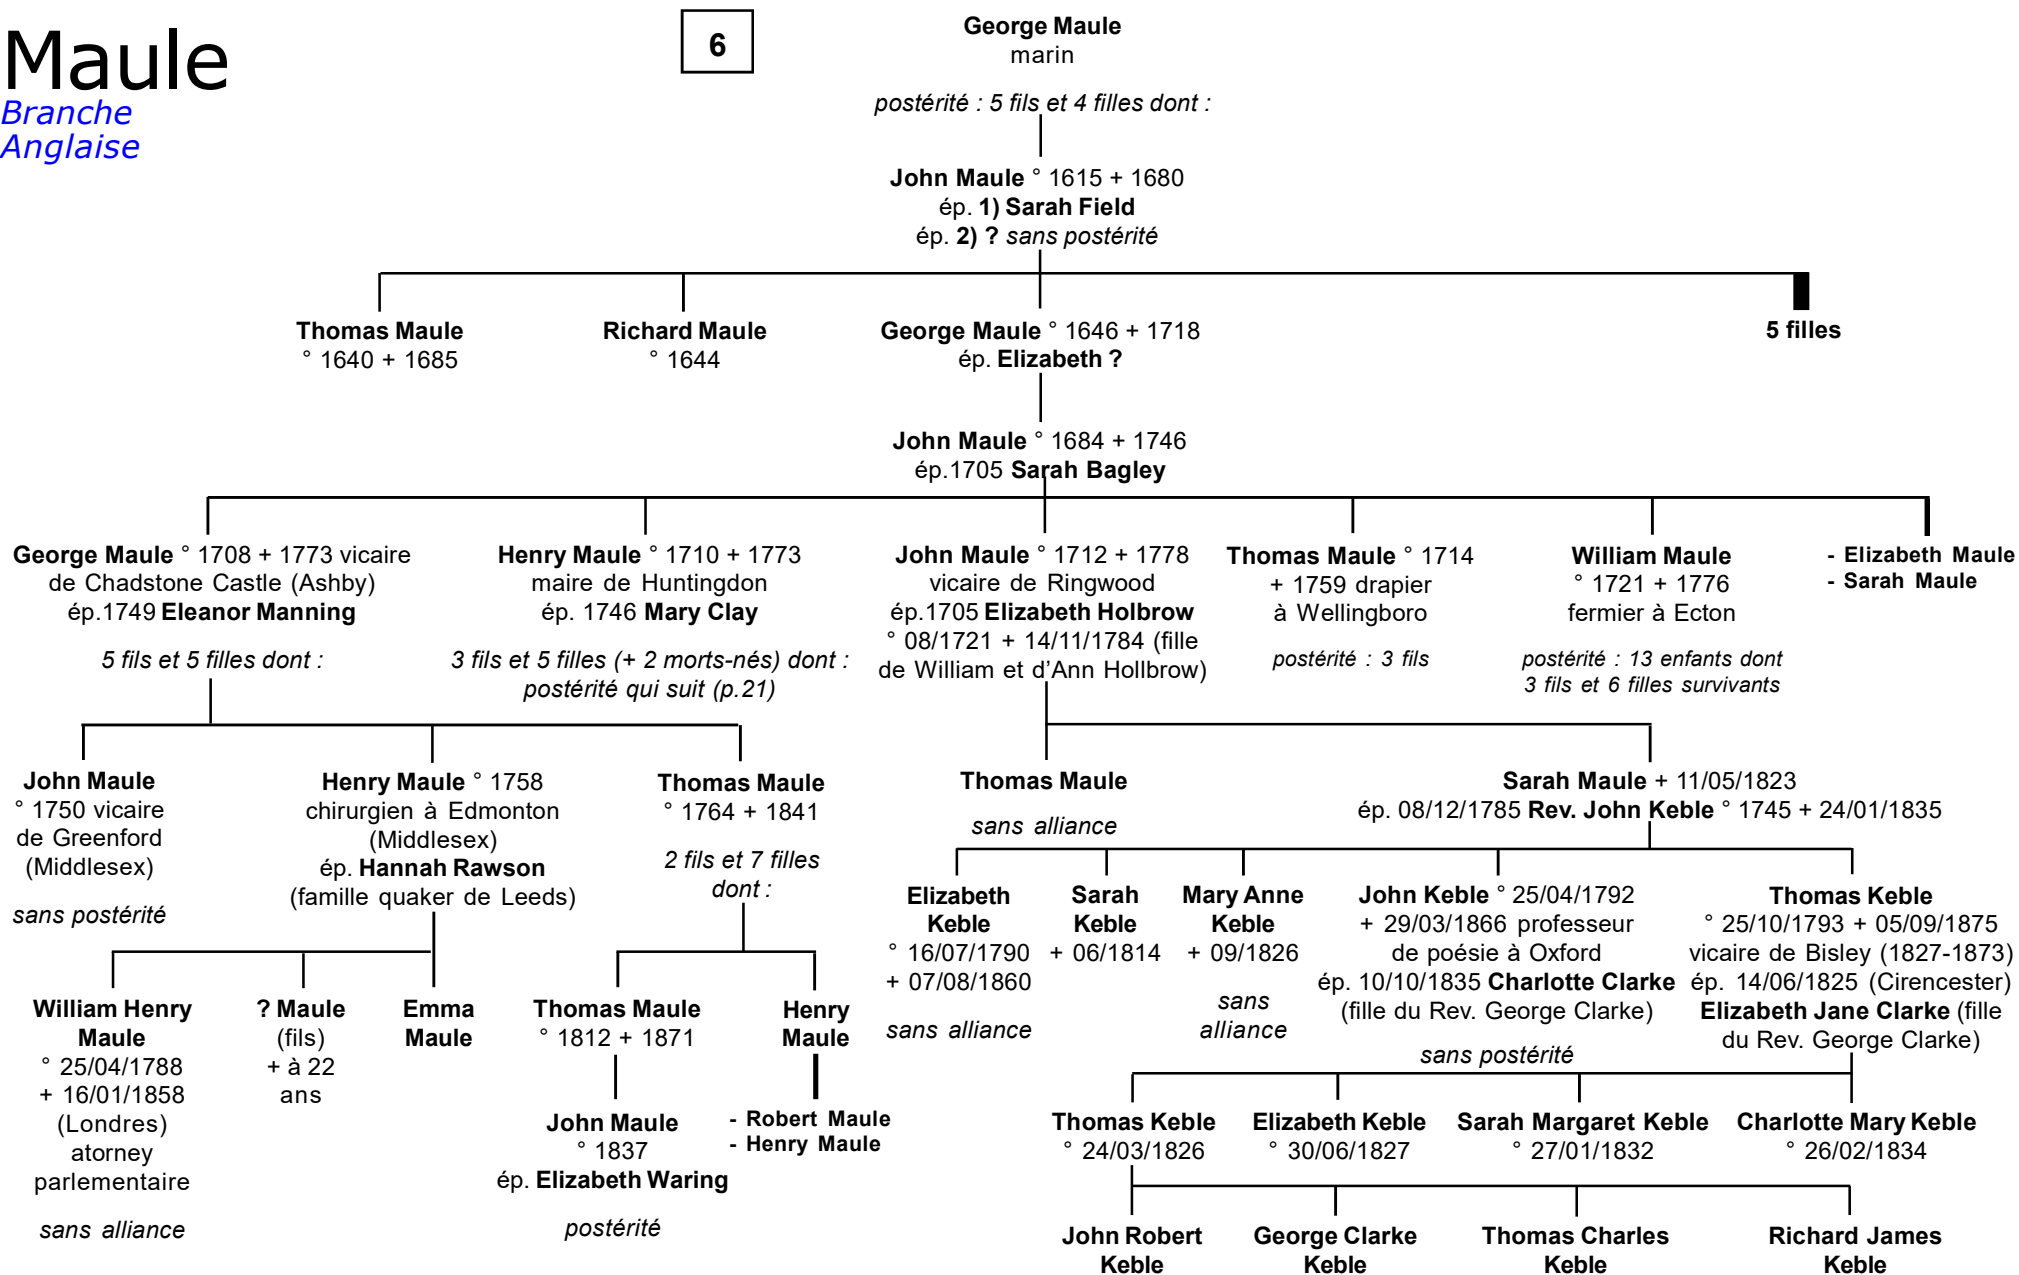 Maule
Branche
Anglaise
6
George Maule
marin
postérité : 5 fils et 4 filles dont :
John Maule ° 1615 + 1680
ép. 1) Sarah Field
ép. 2) ? sans postérité
Thomas Maule
° 1640 + 1685
Richard Maule
° 1644
George Maule ° 1646 + 1718
ép. Elizabeth ?
5 filles
John Maule ° 1684 + 1746
ép.1705 Sarah Bagley
George Maule ° 1708 + 1773 vicaire
de Chadstone Castle (Ashby)
ép.1749 Eleanor Manning
5 fils et 5 filles dont :
Henry Maule ° 1710 + 1773
maire de Huntingdon
ép. 1746 Mary Clay
3 fils et 5 filles (+ 2 morts-nés) dont :
postérité qui suit (p.21)
John Maule ° 1712 + 1778
vicaire de Ringwood
ép.1705 Elizabeth Holbrow
° 08/1721 + 14/11/1784 (fille
de William et d'Ann Hollbrow)
Thomas Maule ° 1714
+ 1759 drapier
à Wellingboro
postérité : 3 fils
William Maule
° 1721 + 1776
fermier à Ecton
postérité : 13 enfants dont
3 fils et 6 filles survivants
- Elizabeth Maule
- Sarah Maule
John Maule
° 1750 vicaire
de Greenford
(Middlesex)
sans postérité
Henry Maule ° 1758
chirurgien à Edmonton
(Middlesex)
ép. Hannah Rawson
(famille quaker de Leeds)
Thomas Maule
° 1764 + 1841
2 fils et 7 filles
dont :
Thomas Maule
sans alliance
Sarah Maule + 11/05/1823
ép. 08/12/1785 Rev. John Keble ° 1745 + 24/01/1835
Elizabeth
Keble
° 16/07/1790
+ 07/08/1860
sans alliance
Sarah
Keble
+ 06/1814
Mary Anne
Keble
+ 09/1826
sans
alliance
John Keble ° 25/04/1792
+ 29/03/1866 professeur
de poésie à Oxford
ép. 10/10/1835 Charlotte Clarke
(fille du Rev. George Clarke)
sans postérité
Thomas Keble
° 25/10/1793 + 05/09/1875
vicaire de Bisley (1827-1873)
ép. 14/06/1825 (Cirencester)
Elizabeth Jane Clarke (fille
du Rev. George Clarke)
William Henry
Maule
° 25/04/1788
+ 16/01/1858
(Londres)
atorney
parlementaire
sans alliance
? Maule
(fils)
+ à 22
ans
Emma
Maule
Thomas Maule
° 1812 + 1871
Henry
Maule
John Maule
° 1837
ép. Elizabeth Waring
postérité
- Robert Maule
- Henry Maule
Thomas Keble
° 24/03/1826
Elizabeth Keble
° 30/06/1827
Sarah Margaret Keble
° 27/01/1832
Charlotte Mary Keble
° 26/02/1834
John Robert
Keble
George Clarke
Keble
Thomas Charles
Keble
Richard James
Keble